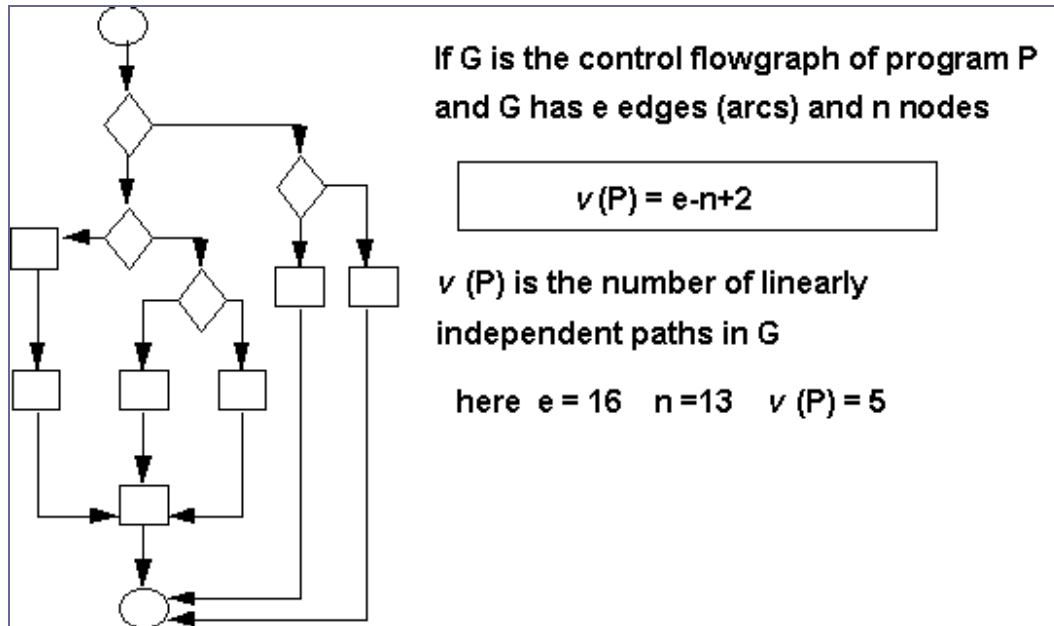 If G is the control flowgraph of program P
and G has e edges (arcs) and n nodes
v (P) = e-n+2
v (P) is the number of linearly
independent paths in G
here e = 16 n =13 v (P) = 5